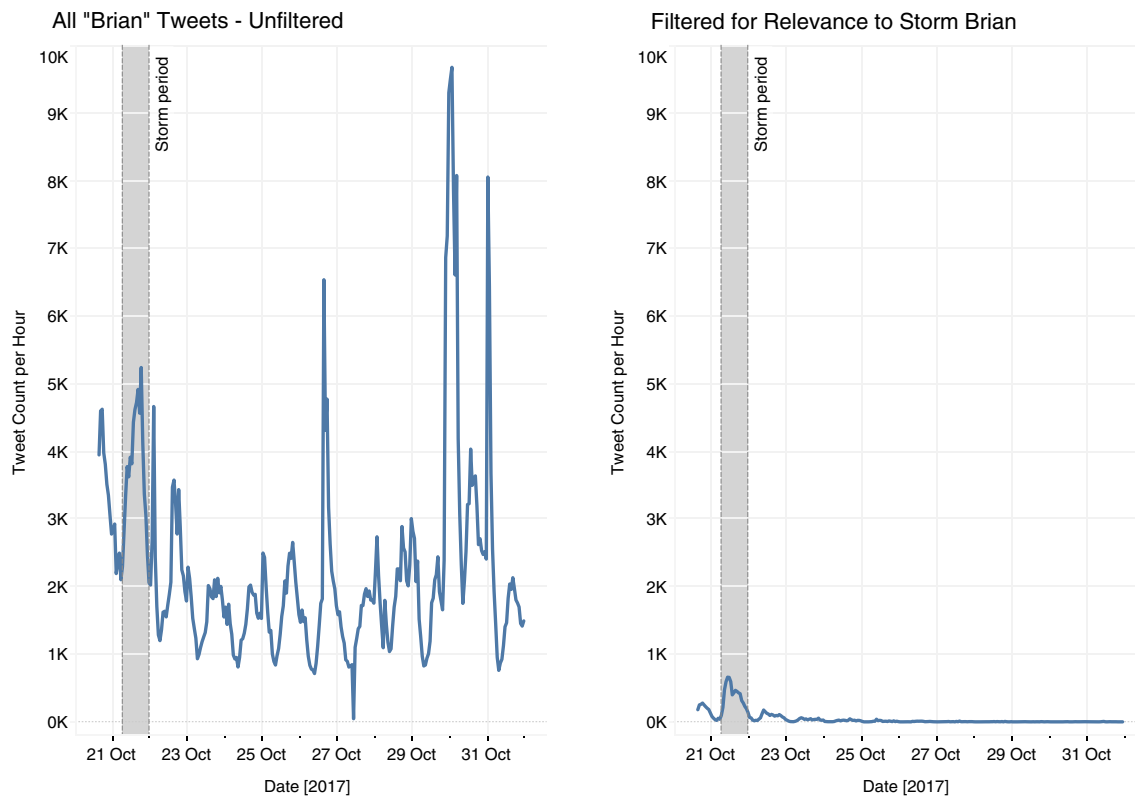 All "Brian" Tweets - Unfiltered
10K
9K
8K
7K
6K
5K
4K
3K
2K
1K
0K
Tweet Count per Hour
Storm period
21 Oct
23 Oct
25 Oct
27 Oct
29 Oct
31 Oct
Date [2017]
Filtered for Relevance to Storm Brian
10K
9K
8K
7K
6K
5K
4K
3K
2K
1K
0K
Tweet Count per Hour
Storm period
21 Oct
23 Oct
25 Oct
27 Oct
29 Oct
31 Oct
Date [2017]